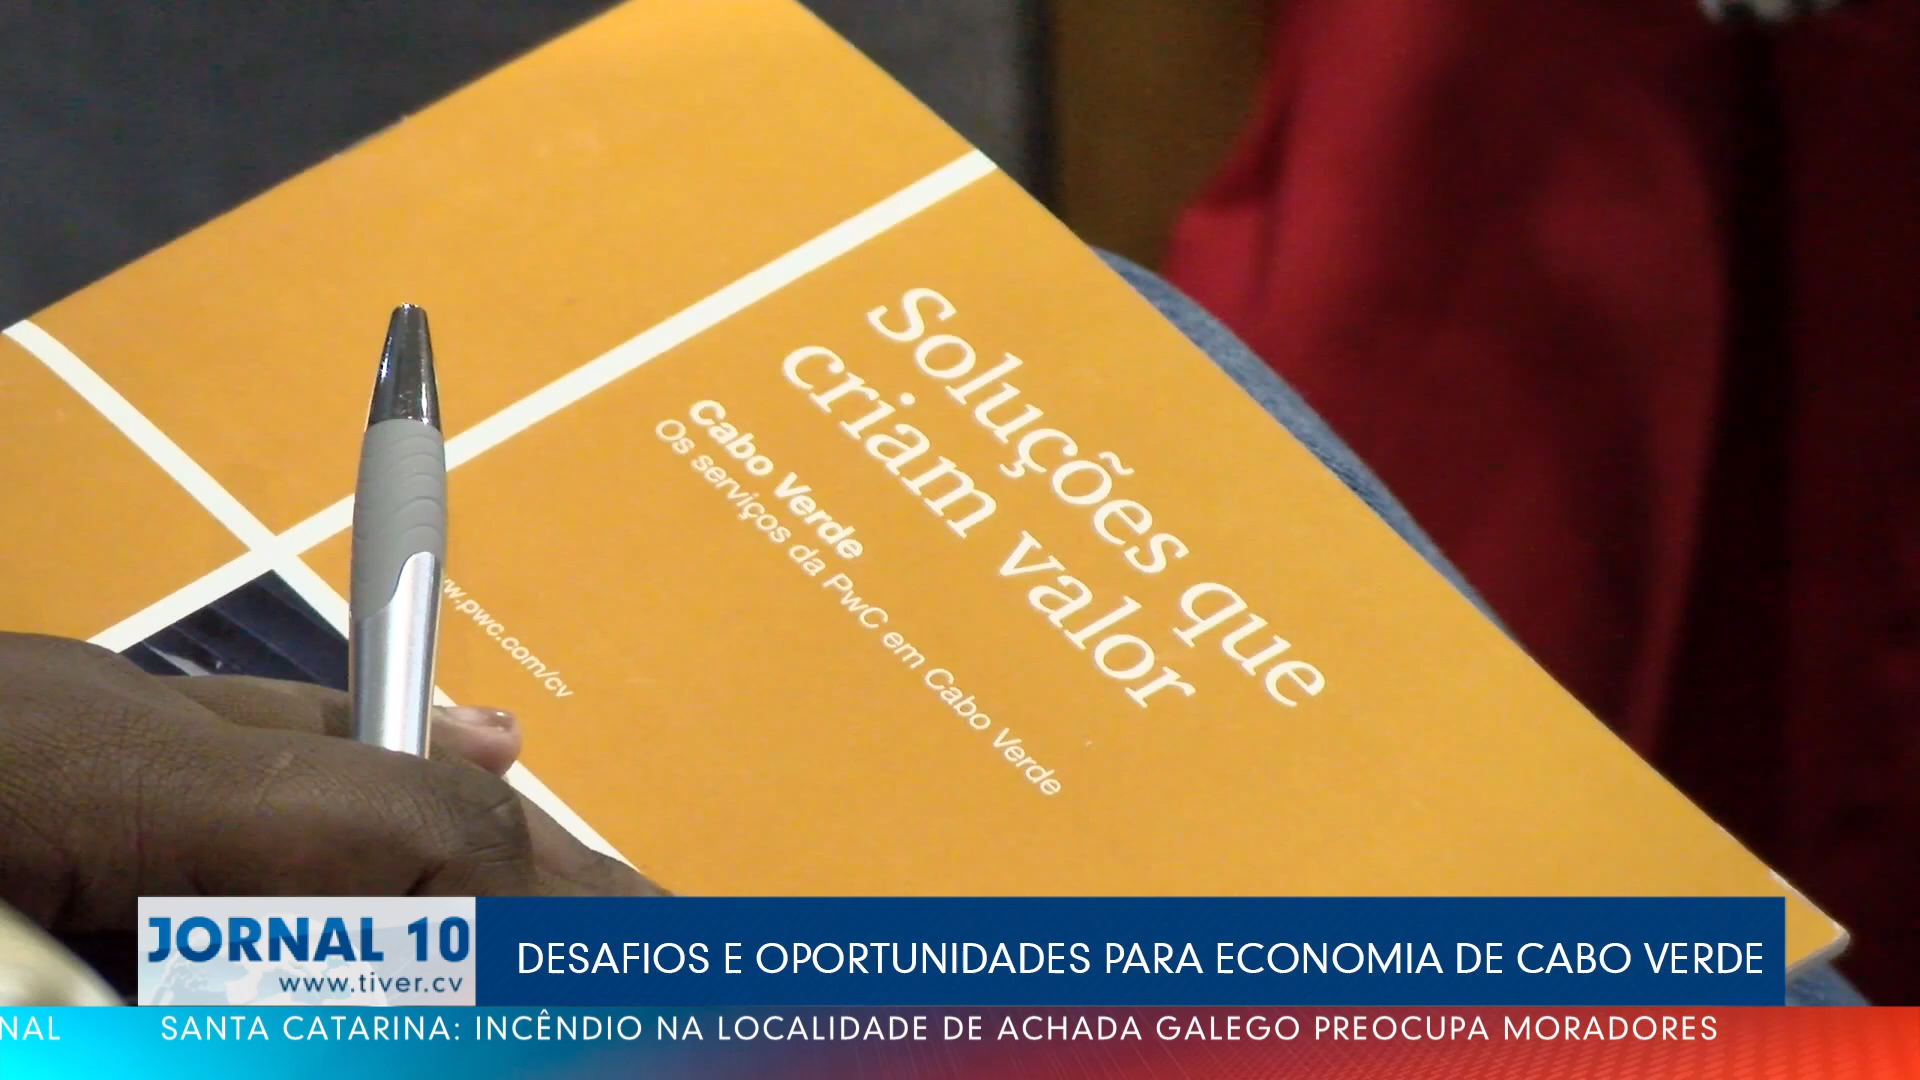 Soluções que
criam valor
Cabo Verde
Os serviços da PwC em Cabo Verde
w.pwc.com/cv
JORNAL 10
www.tiver.cv
DESAFIOS E OPORTUNIDADES PARA ECONOMIA DE CABO VERDE
NAL SANTA CATARINA: INCÊNDIO NA LOCALIDADE DE ACHADA GALEGO PREOCUPA MORADORES